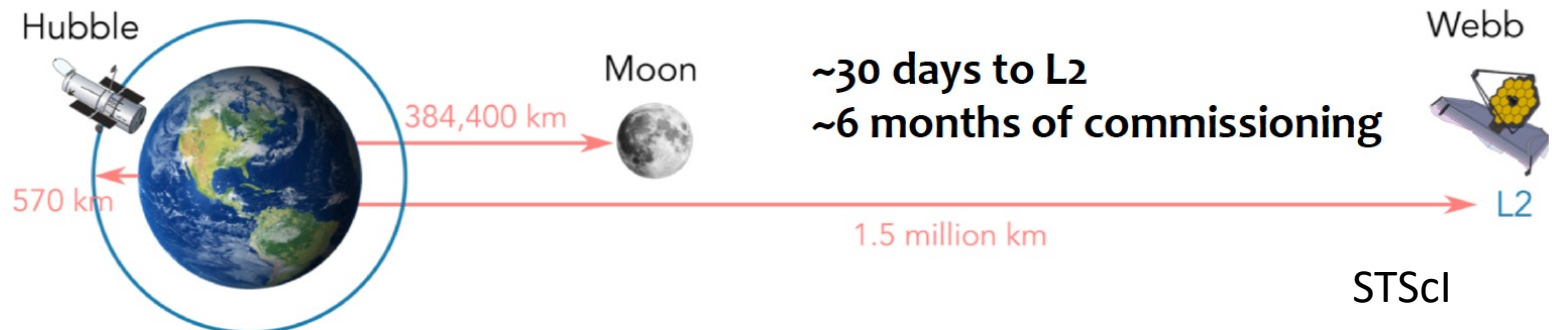 Hubble
Webb
Moon
~30 days to L2
~6 months of commissioning
384,400 km
570 km
L2
1.5 million km
STScI